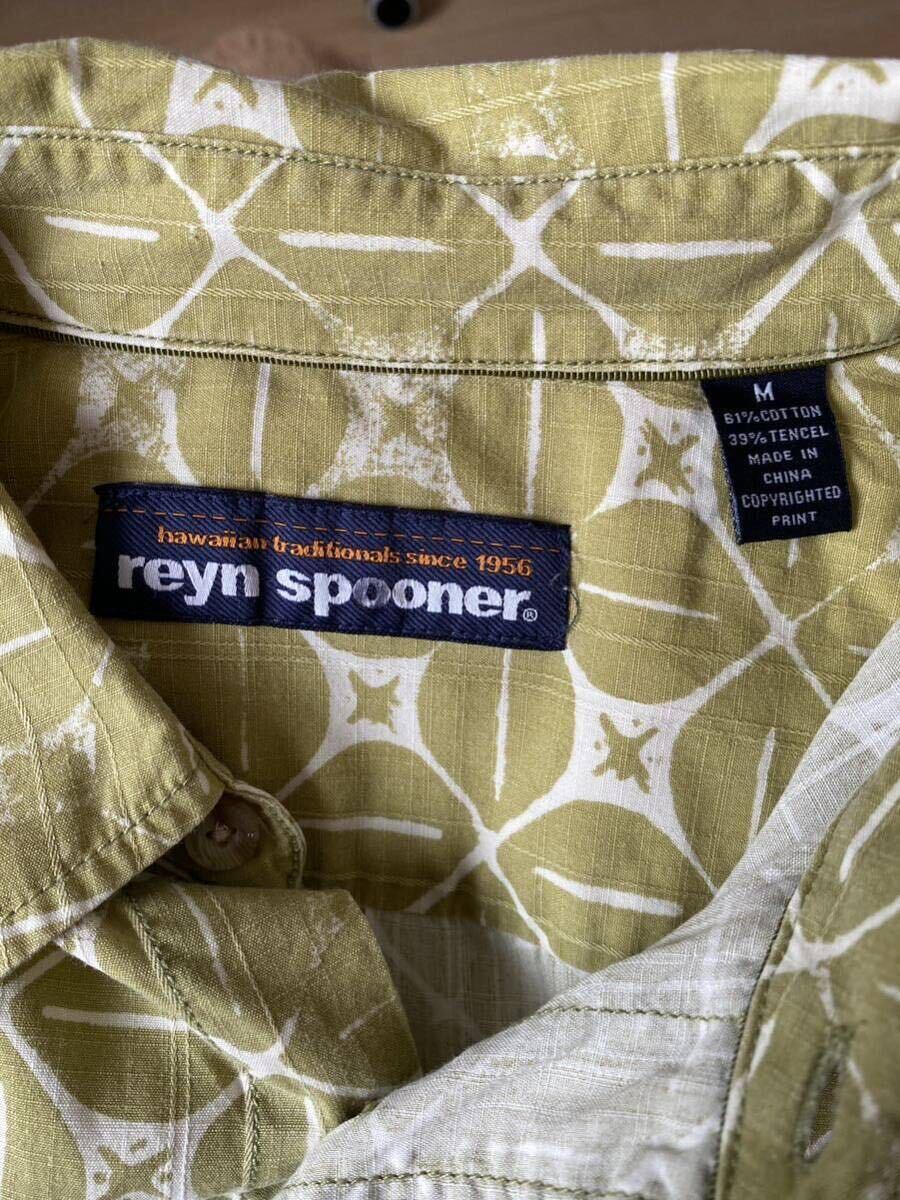 hawaiian traditionals since 1956
reyn spooner®
M
61% COTTON
39% TENCEL
MADE IN
CHINA
COPYRIGHTED
PRINT